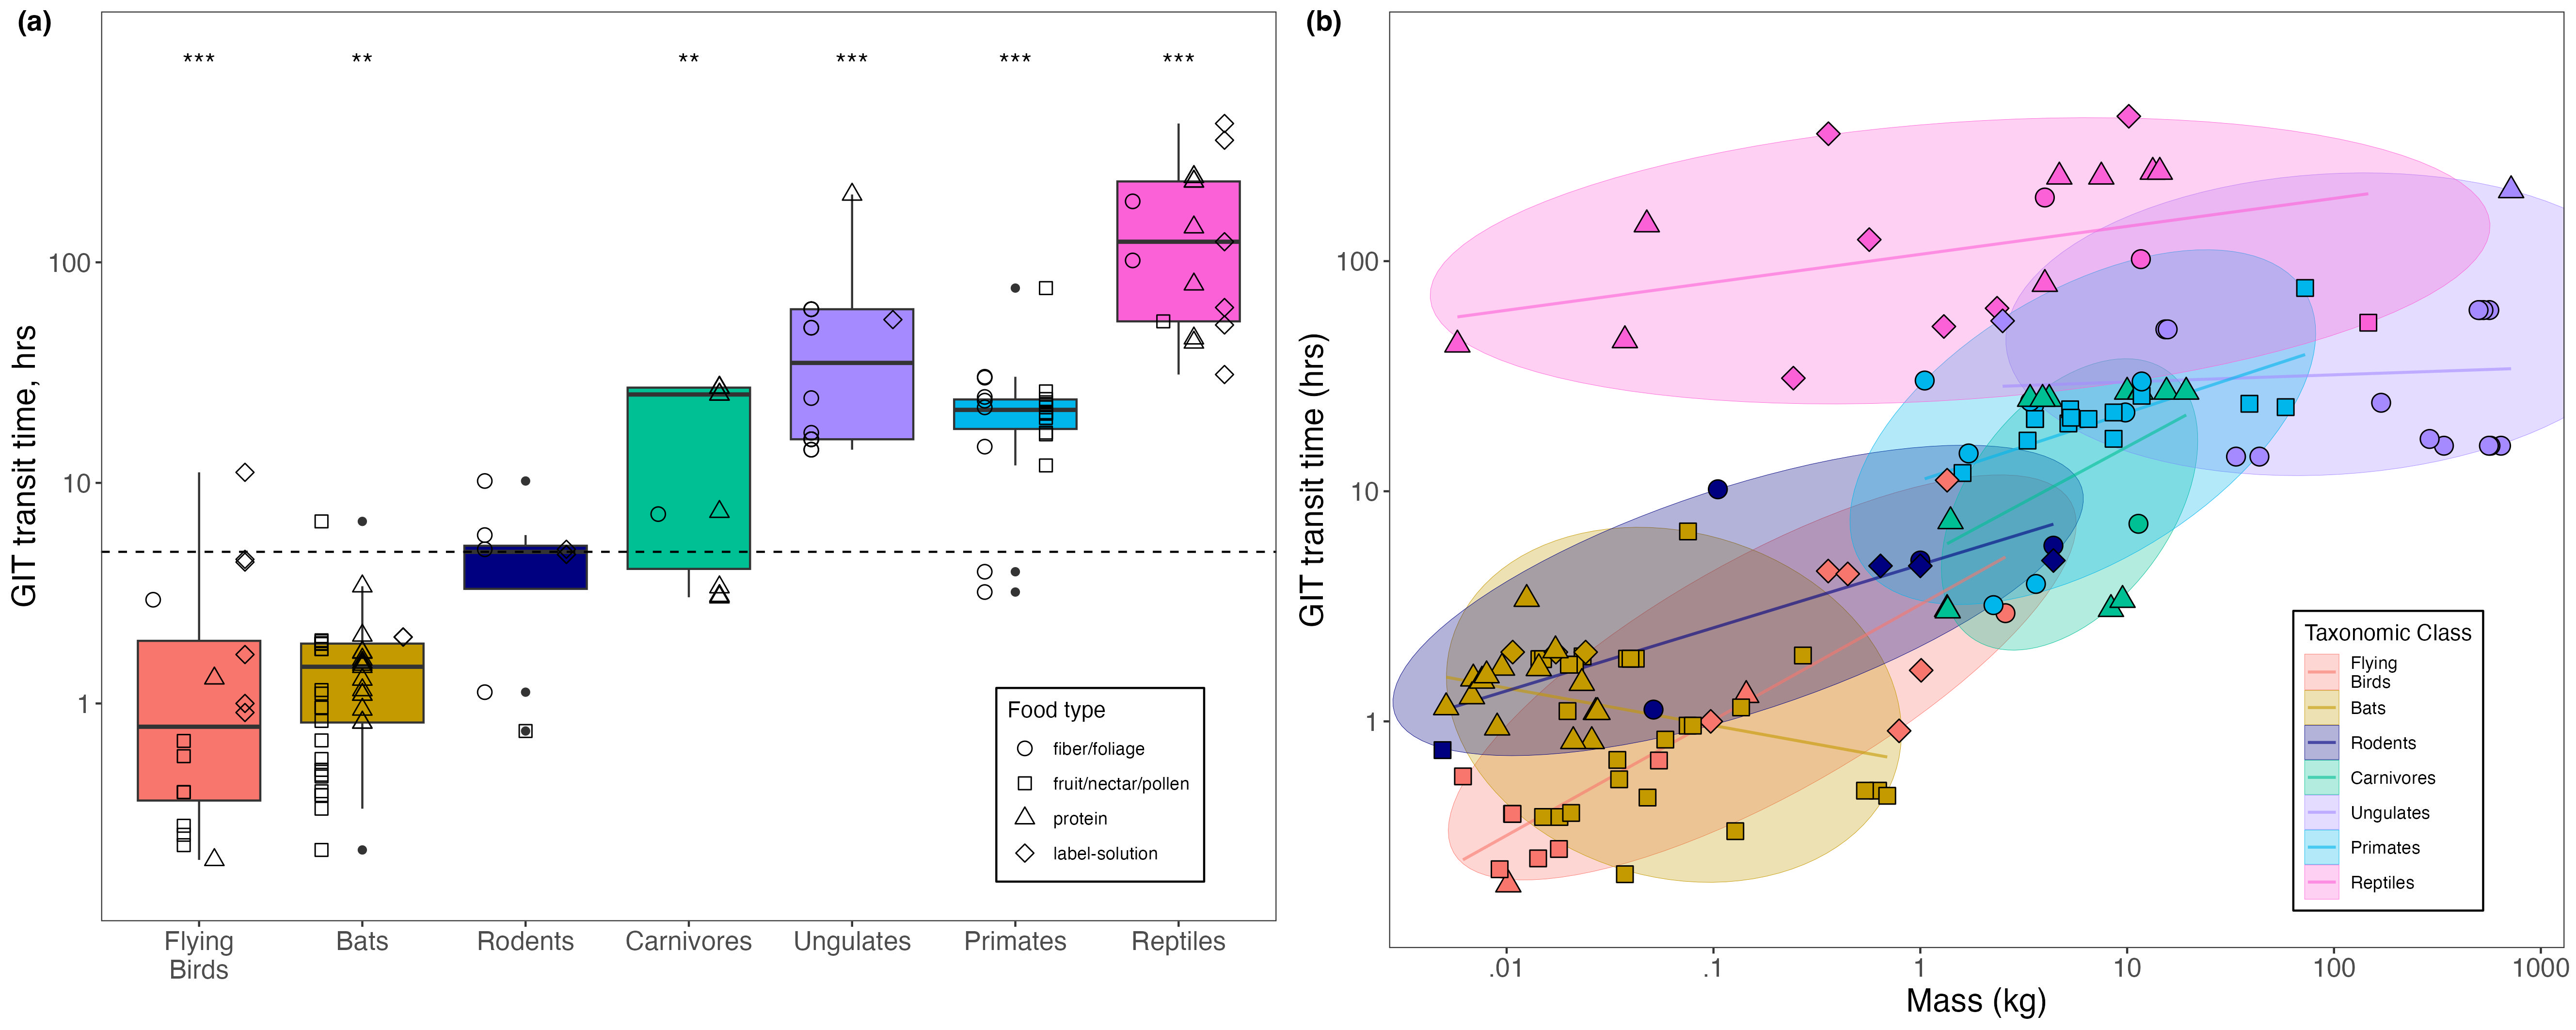 (a)
*** ** ** *** *** ***
GIT transit time, hrs
100
10
1
Food type
fiber/foliage
fruit/nectar/pollen
protein
label-solution
Flying
Birds
Bats
Rodents
Carnivores
Ungulates
Primates
Reptiles
(b)
GIT transit time (hrs)
100
10
1
Taxonomic Class
Flying
Birds
Bats
Rodents
Carnivores
Ungulates
Primates
Reptiles
.01
.1
1
10
100
1000
Mass (kg)